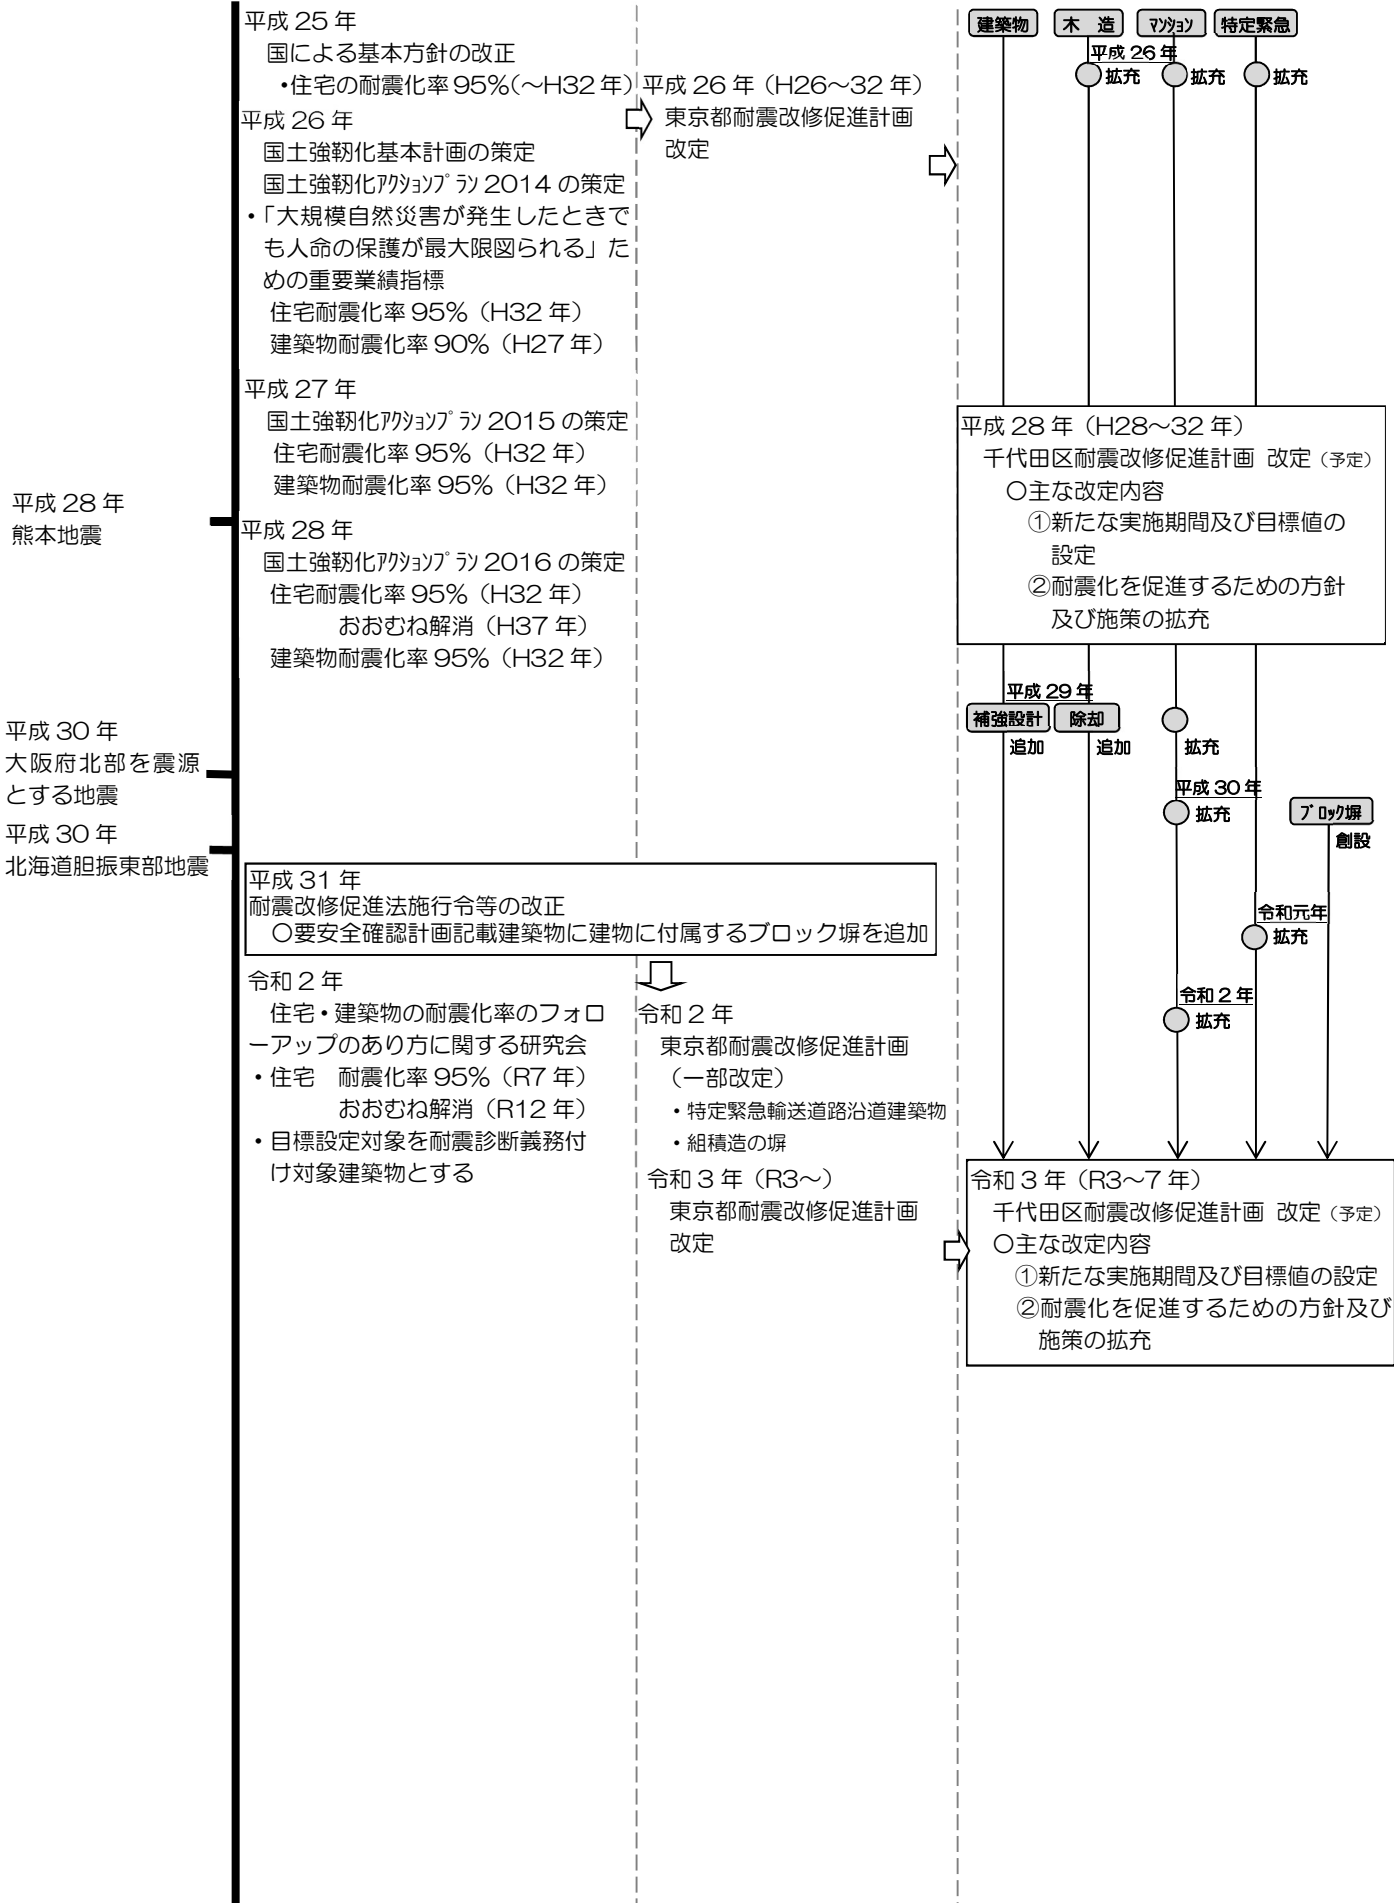 平成 28 年
熊本地震
平成 30 年
大阪府北部を震源
とする地震
平成 30 年
北海道胆振東部地震
平成 25 年
国による基本方針の改正
・住宅の耐震化率 95%(～H32 年)
平成 26 年
国土強靭化基本計画の策定
国土強靭化ｱｸｼｮﾝﾌﾟﾗﾝ 2014 の策定
・「大規模自然災害が発生したときで
も人命の保護が最大限図られる」た
めの重要業績指標
住宅耐震化率 95%（H32 年）
建築物耐震化率 90%（H27 年）
平成 27 年
国土強靭化ｱｸｼｮﾝﾌﾟﾗﾝ 2015 の策定
住宅耐震化率 95%（H32 年）
建築物耐震化率 95%（H32 年）
平成 28 年
国土強靭化ｱｸｼｮﾝﾌﾟﾗﾝ 2016 の策定
住宅耐震化率 95%（H32 年）
おおむね解消（H37 年）
建築物耐震化率 95%（H32 年）
平成 31 年
耐震改修促進法施行令等の改正
〇要安全確認計画記載建築物に建物に付属するブロック塀を追加
令和 2 年
住宅・建築物の耐震化率のフォロ
ーアップのあり方に関する研究会
・住宅　耐震化率 95%（R7 年）
おおむね解消（R12 年）
・目標設定対象を耐震診断義務付
け対象建築物とする
平成 26 年（H26～32 年）
東京都耐震改修促進計画
改定
令和 2 年
東京都耐震改修促進計画
（一部改定）
・特定緊急輸送道路沿道建築物
・組積造の塀
令和 3 年（R3～）
東京都耐震改修促進計画
改定
建築物 木　造 ﾏﾝｼｮﾝ 特定緊急
平成 26 年
拡充 拡充 拡充
平成 28 年（H28～32 年）
千代田区耐震改修促進計画 改定（予定）
〇主な改定内容
①新たな実施期間及び目標値の
設定
②耐震化を促進するための方針
及び施策の拡充
平成 29 年
補強設計 除却
追加 追加 拡充
平成 30 年
拡充 ﾌﾞﾛｯｸ塀
創設
令和元年
拡充
令和 2 年
拡充
令和 3 年（R3～7 年）
千代田区耐震改修促進計画 改定（予定）
〇主な改定内容
①新たな実施期間及び目標値の設定
②耐震化を促進するための方針及び
施策の拡充